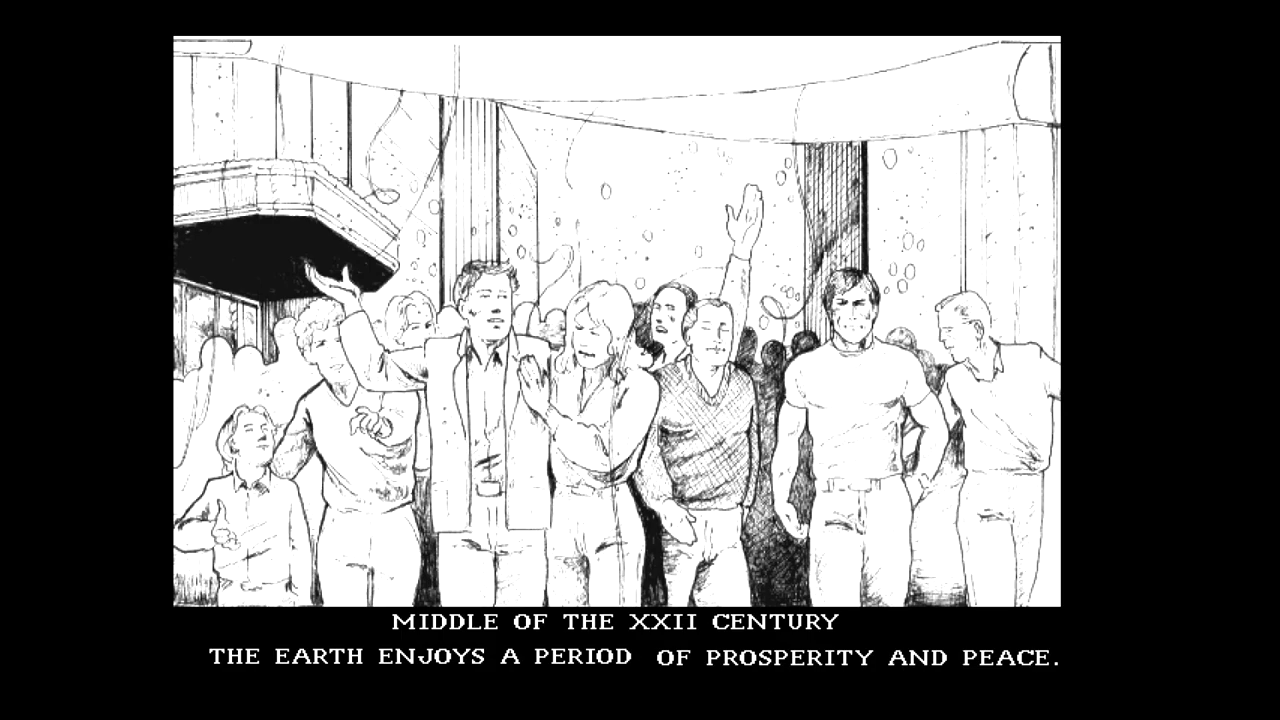 MIDDLE OF THE XXII CENTURY
THE EARTH ENJOYS A PERIOD OF PROSPERITY AND PEACE.